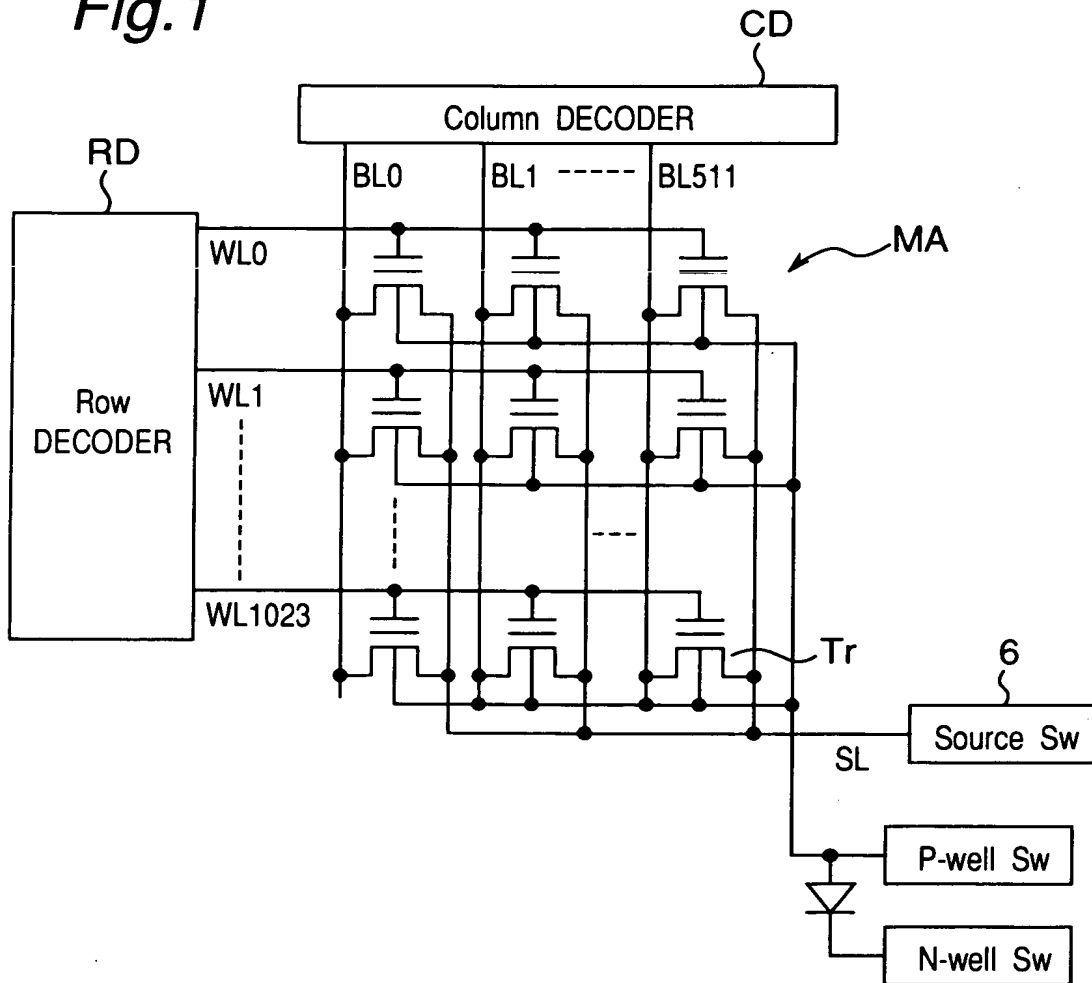 Fig.1
CD
Column DECODER
RD
BL0
BL1
BL511
WL0
MA
Row
DECODER
WL1
WL1023
Tr
6
Source Sw
SL
P-well Sw
N-well Sw